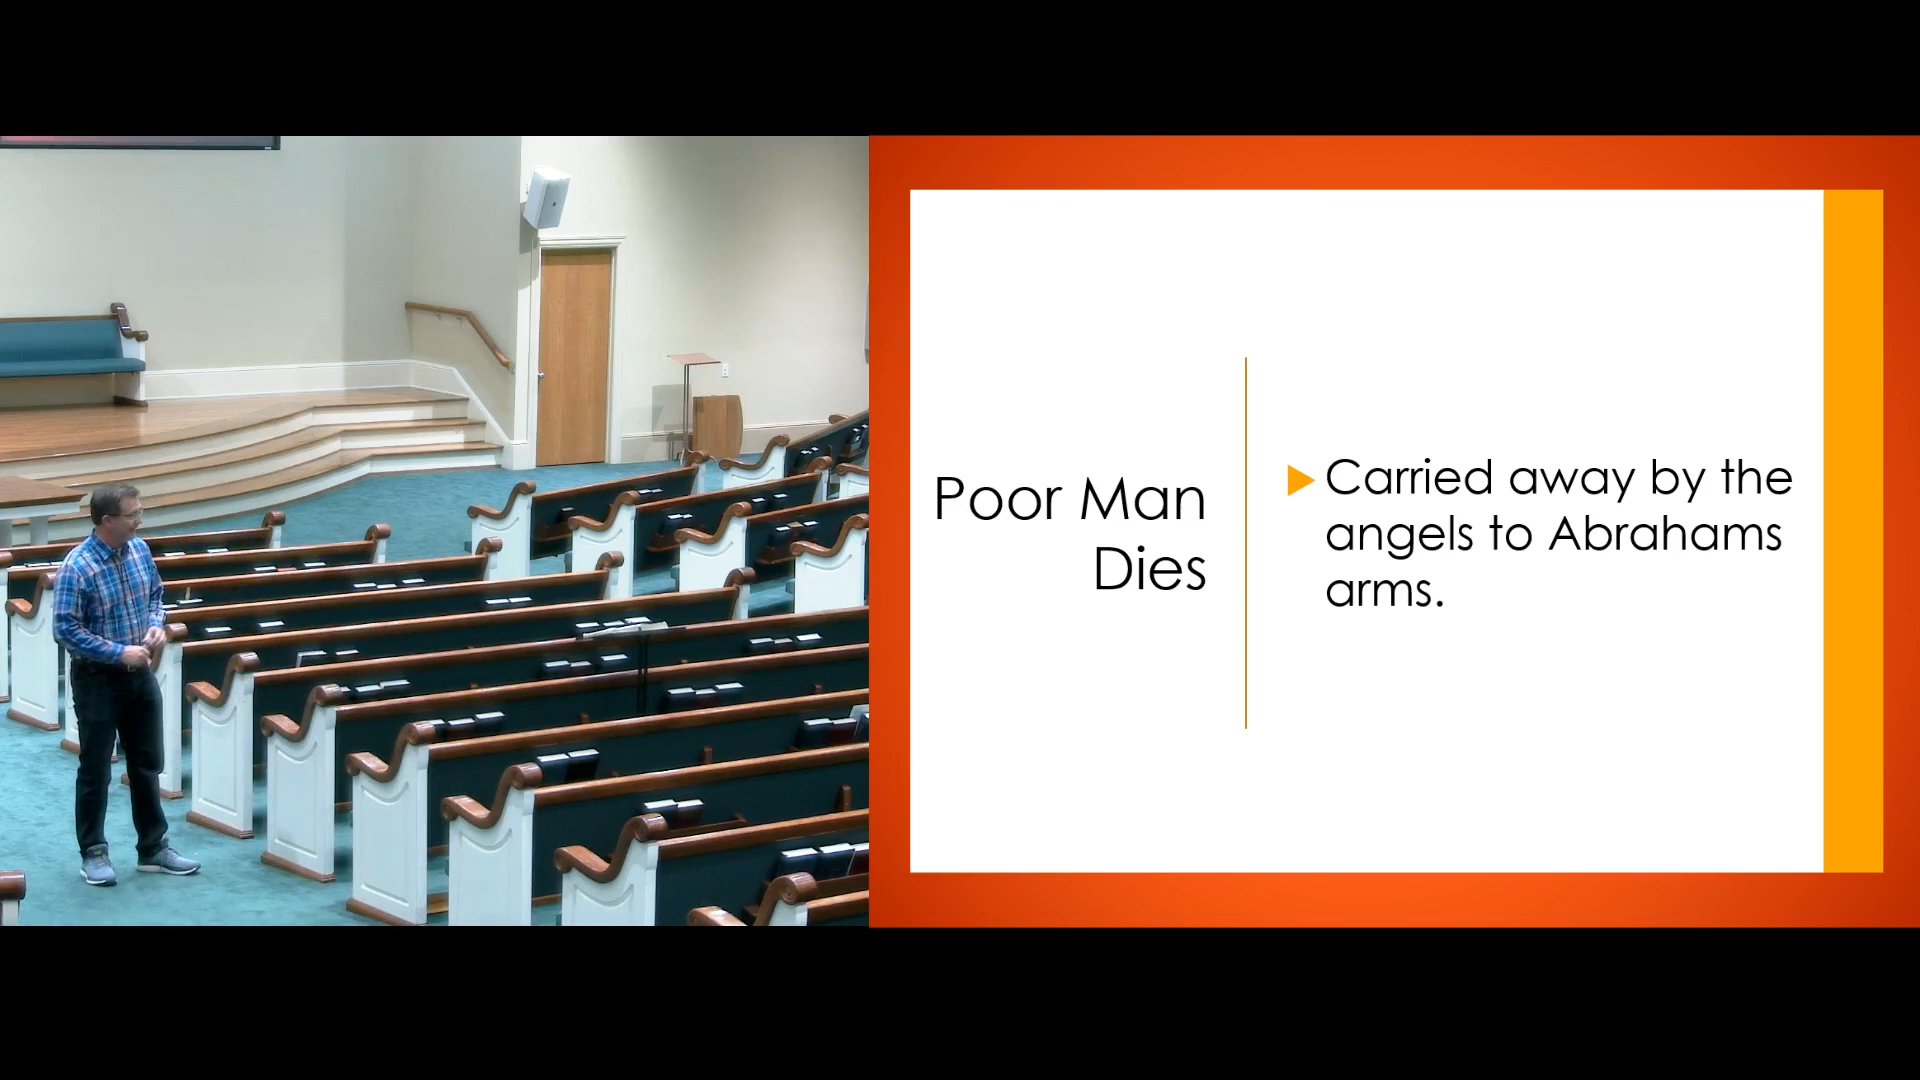 Poor Man
Dies
Carried away by the
angels to Abrahams
arms.